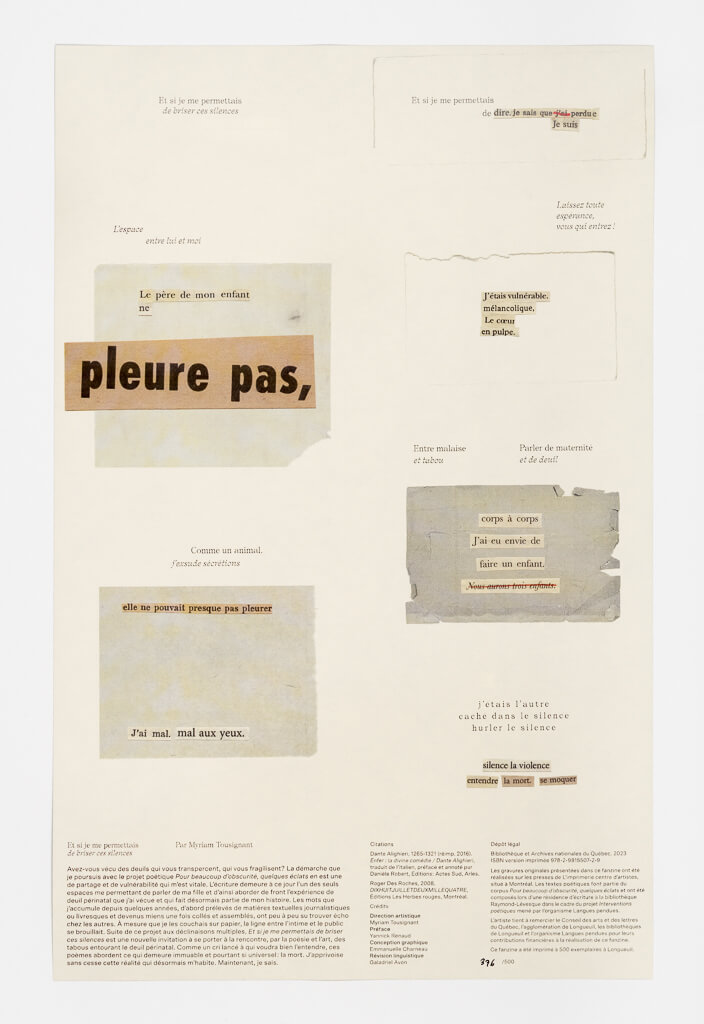 Et si je me permettais
de briser ces silences
Et si je me permettais
de dire, je sais que j'ai perdue
Je suis
Laissez toute
espérance,
vous qui entrez !
L'espace
entre lui et moi
Le père de mon enfant
ne
pleure pas,
J'étais vulnérable,
mélancolique,
Le cœur
en pulpe,
Entre malaise
et tabou
Parler de maternité
et de deuil
corps à corps
J'ai eu envie de
faire un enfant.
Nous aurons trois enfants.
Comme un animal,
j'exsude sécrétions
elle ne pouvait presque pas pleurer
J'ai mal. mal aux yeux.
j'étais l'autre
caché dans le silence
hurler le silence
silence la violence
entendre la mort. se moquer
Et si je me permettais
de briser ces silences
Par Myriam Tousignant
Avez-vous vécu des deuils qui vous transpercent, qui vous fragilisent? La démarche que
je poursuis avec le projet poétique Pour beaucoup d'obscurité, quelques éclats en est une
de partage et de vulnérabilité qui m'est vitale. L'écriture demeure à ce jour l'un des seuls
espaces me permettant de parler de ma fille et d'ainsi aborder de front l'expérience de
deuil périnatal que j'ai vécue et qui fait désormais partie de mon histoire. Les mots que
j'accumule depuis quelques années, d'abord prélevés de matières textuelles journalistiques
ou livresques et devenus miens une fois collés et assemblés, ont peu à peu su trouver écho
chez les autres. À mesure que je les couchais sur papier, la ligne entre l'intime et le public
se brouillait. Suite de ce projet aux déclinaisons multiples, Et si je me permettais de briser
ces silences est une nouvelle invitation à se porter à la rencontre, par la poésie et l'art, des
tabous entourant le deuil périnatal. Comme un cri lancé à qui voudra bien l'entendre, ces
poèmes abordent ce qui demeure immuable et pourtant si universel: la mort. J'apprivoise
sans cesse cette réalité qui désormais m'habite. Maintenant, je sais.
Citations
Dante Alighieri, 1265-1321 (réimp, 2016).
Enfer : la divine comédie / Dante Alighieri,
traduit de l'italien, préfacé et annoté par
Danièle Robert, Éditions: Actes Sud, Arles.
Roger Des Roches, 2008,
DIXHUITJUILLETDEUXMILLEQUATRE,
Éditions Les Herbes rouges, Montréal.
Crédits
Direction artistique
Myriam Tousignant
Préface
Yannick Renaud
Conception graphique
Emmanuelle Charneau
Révision linguistique
Galadriel Avon
Dépôt légal
Bibliothèque et Archives nationales du Québec, 2023
ISBN version imprimée 978-2-9815507-2-9
Les gravures originales présentées dans ce fanzine ont été
réalisées sur les presses de L'imprimerie centre d'artistes,
situé à Montréal. Les textes poétiques font partie du
corpus Pour beaucoup d'obscurité, quelques éclats et ont été
composés lors d'une résidence d'écriture à la bibliothèque
Raymond-Lévesque dans le cadre du projet Interventions
poétiques mené par l'organisme Langues pendues.
L'artiste tient à remercier le Conseil des arts et des lettres
du Québec, l'agglomération de Longueuil, les bibliothèques
de Longueuil et l'organisme Langues pendues pour leurs
contributions financières à la réalisation de ce fanzine.
Ce fanzine a été imprimé à 500 exemplaires à Longueuil.
396 /500